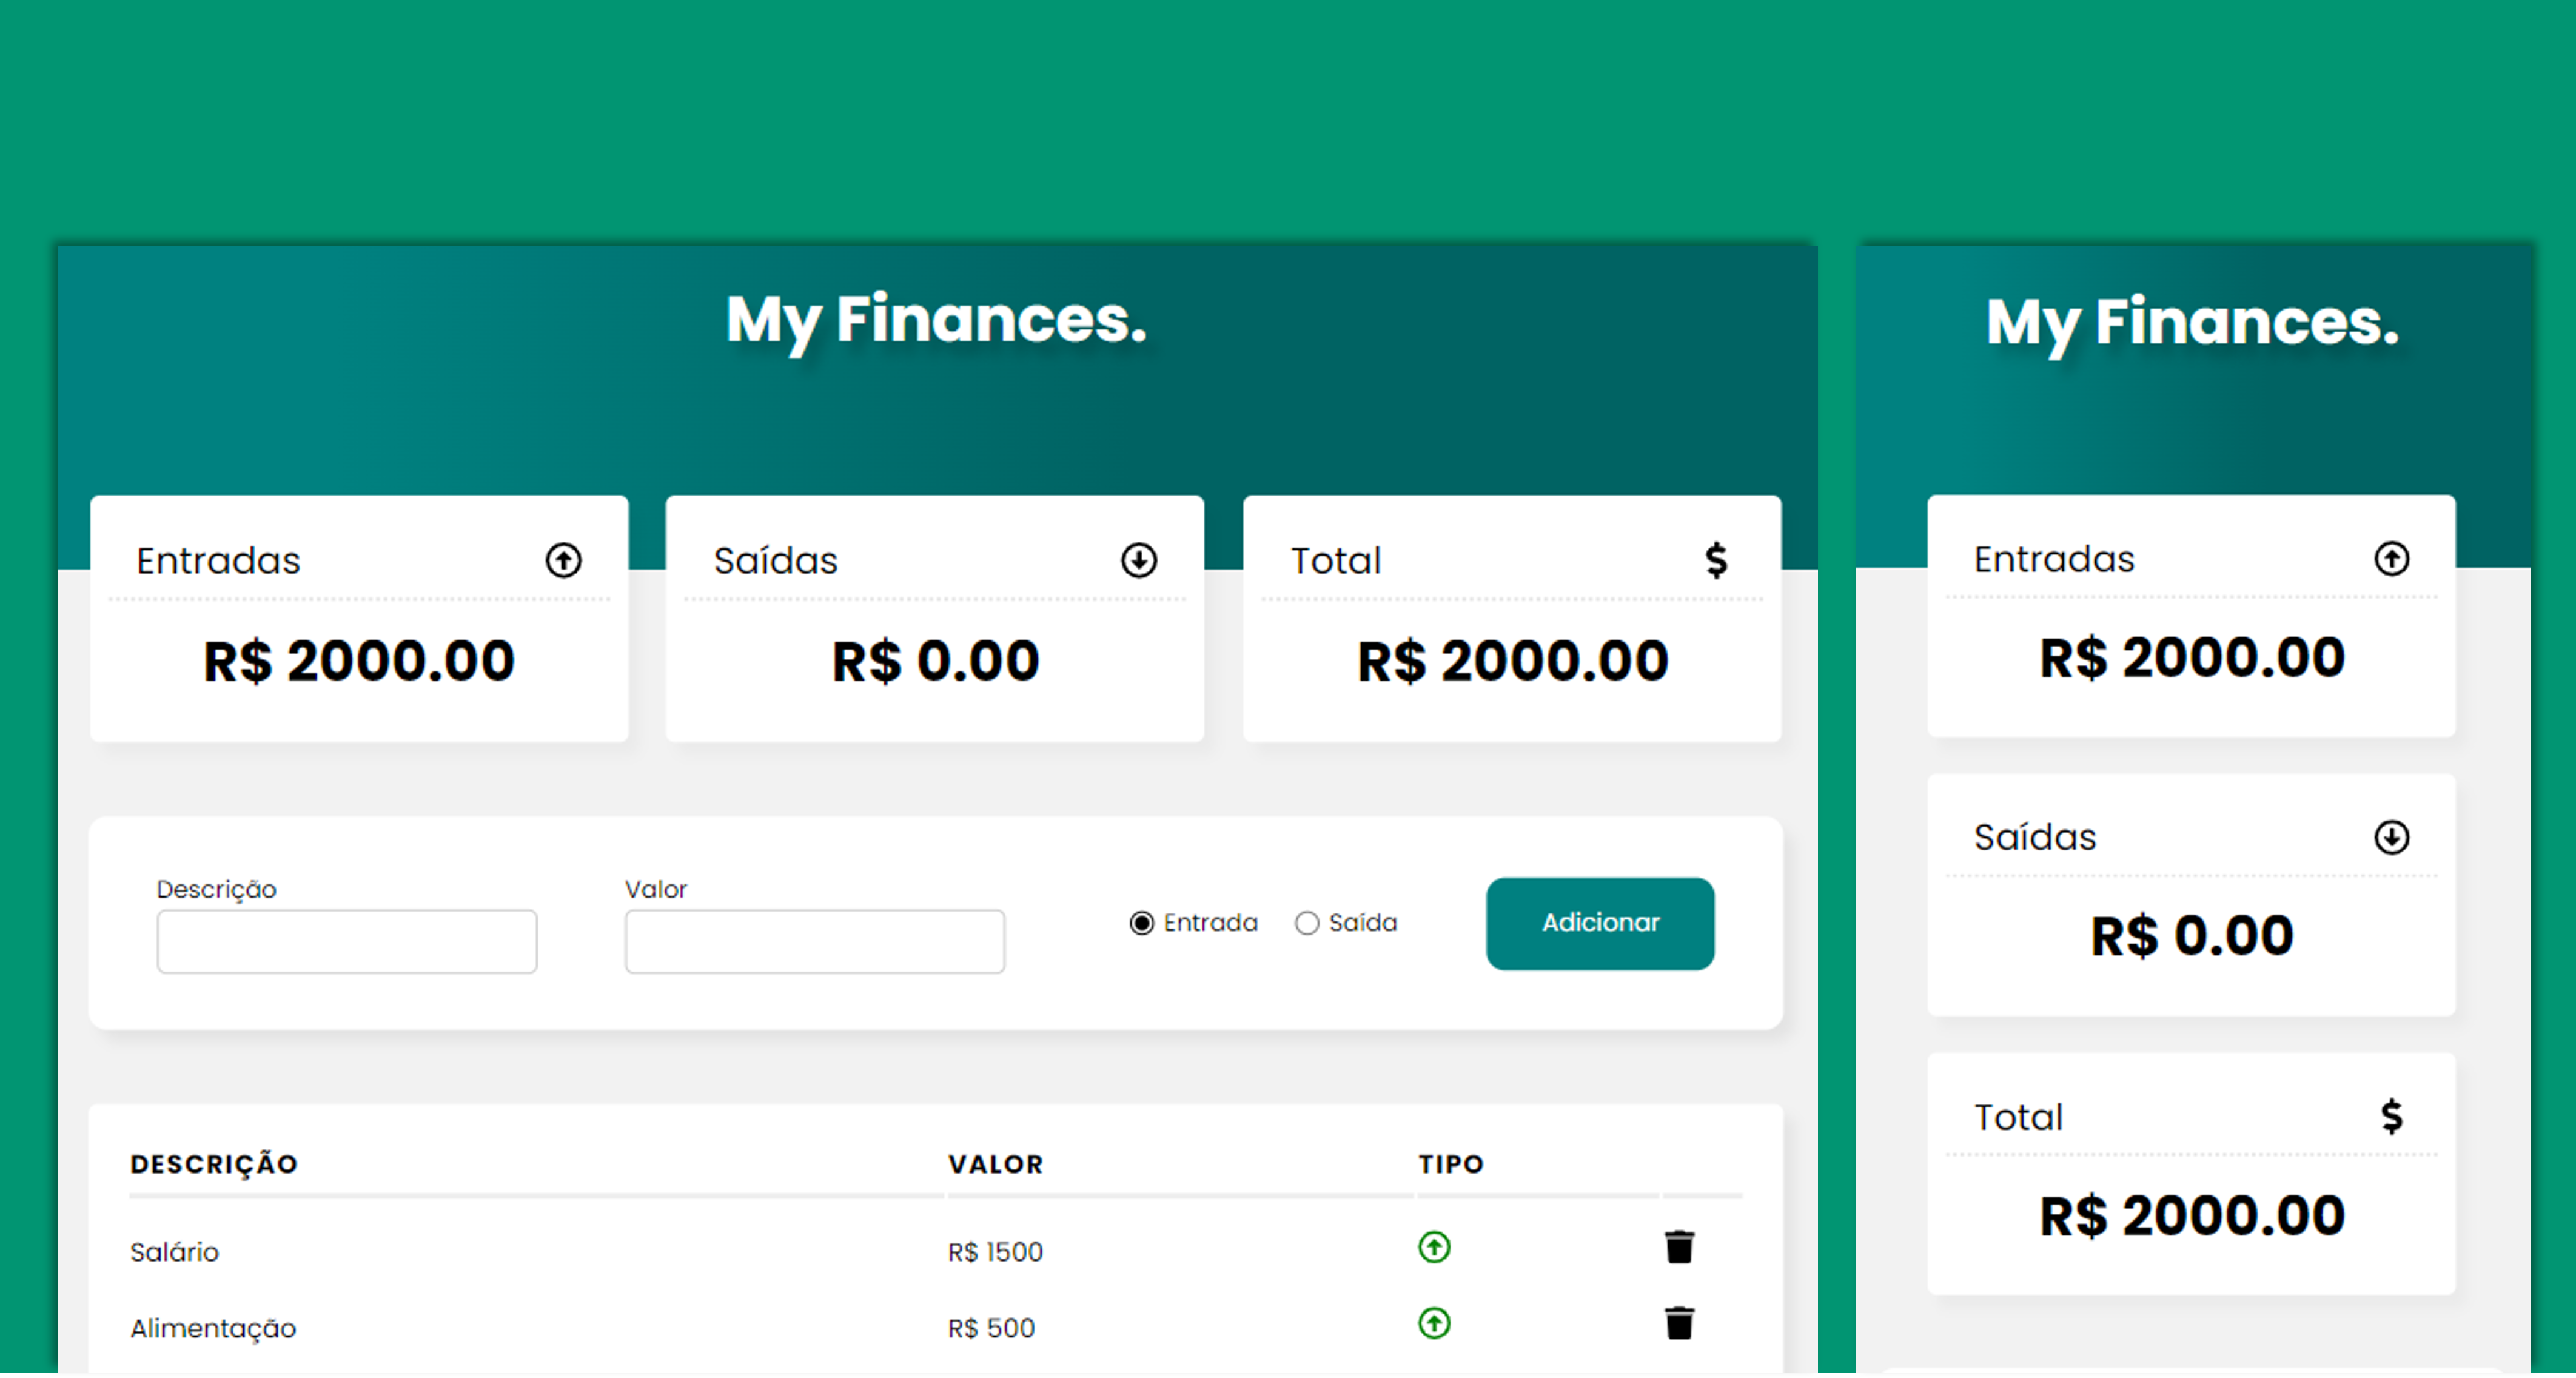 My Finances.
Entradas
R$ 2000.00
Saídas
R$ 0.00
Total
$
R$ 2000.00
Descrição
Valor
Entrada
Saída
Adicionar
DESCRIÇÃO VALOR TIPO
Salário R$ 1500
Alimentação R$ 500
My Finances.
Entradas
R$ 2000.00
Saídas
R$ 0.00
Total
$
R$ 2000.00